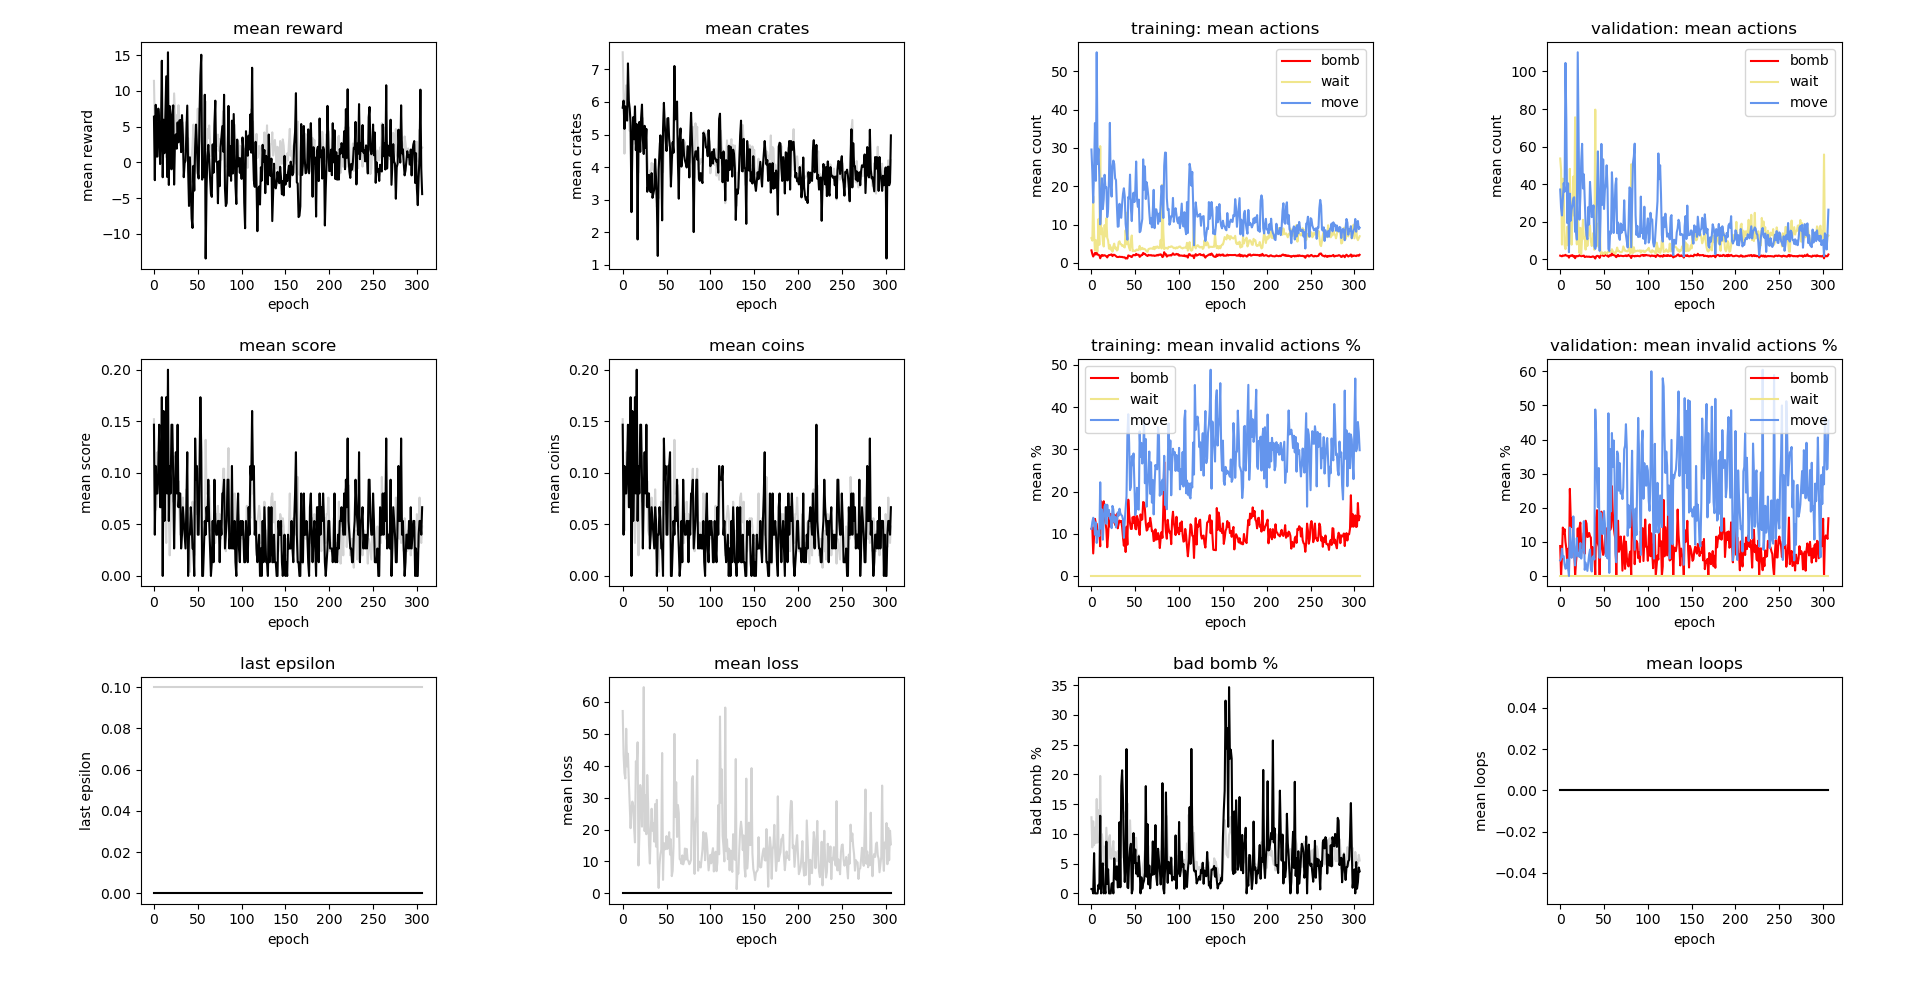 mean reward
mean reward
15
10
5
0
−5
−10
0 50 100 150 200 250 300
epoch
mean crates
mean crates
7
6
5
4
3
2
1
0 50 100 150 200 250 300
epoch
training: mean actions
mean count
50
40
30
20
10
0
bomb
wait
move
0 50 100 150 200 250 300
epoch
validation: mean actions
mean count
100
80
60
40
20
0
bomb
wait
move
0 50 100 150 200 250 300
epoch
mean score
mean score
0.20
0.15
0.10
0.05
0.00
0 50 100 150 200 250 300
epoch
mean coins
mean coins
0.20
0.15
0.10
0.05
0.00
0 50 100 150 200 250 300
epoch
training: mean invalid actions %
mean %
50
40
30
20
10
0
bomb
wait
move
0 50 100 150 200 250 300
epoch
validation: mean invalid actions %
mean %
60
50
40
30
20
10
0
bomb
wait
move
0 50 100 150 200 250 300
epoch
last epsilon
last epsilon
0.10
0.08
0.06
0.04
0.02
0.00
0 50 100 150 200 250 300
epoch
mean loss
mean loss
60
50
40
30
20
10
0
0 50 100 150 200 250 300
epoch
bad bomb %
bad bomb %
35
30
25
20
15
10
5
0
0 50 100 150 200 250 300
epoch
mean loops
mean loops
0.04
0.02
0.00
−0.02
−0.04
0 50 100 150 200 250 300
epoch